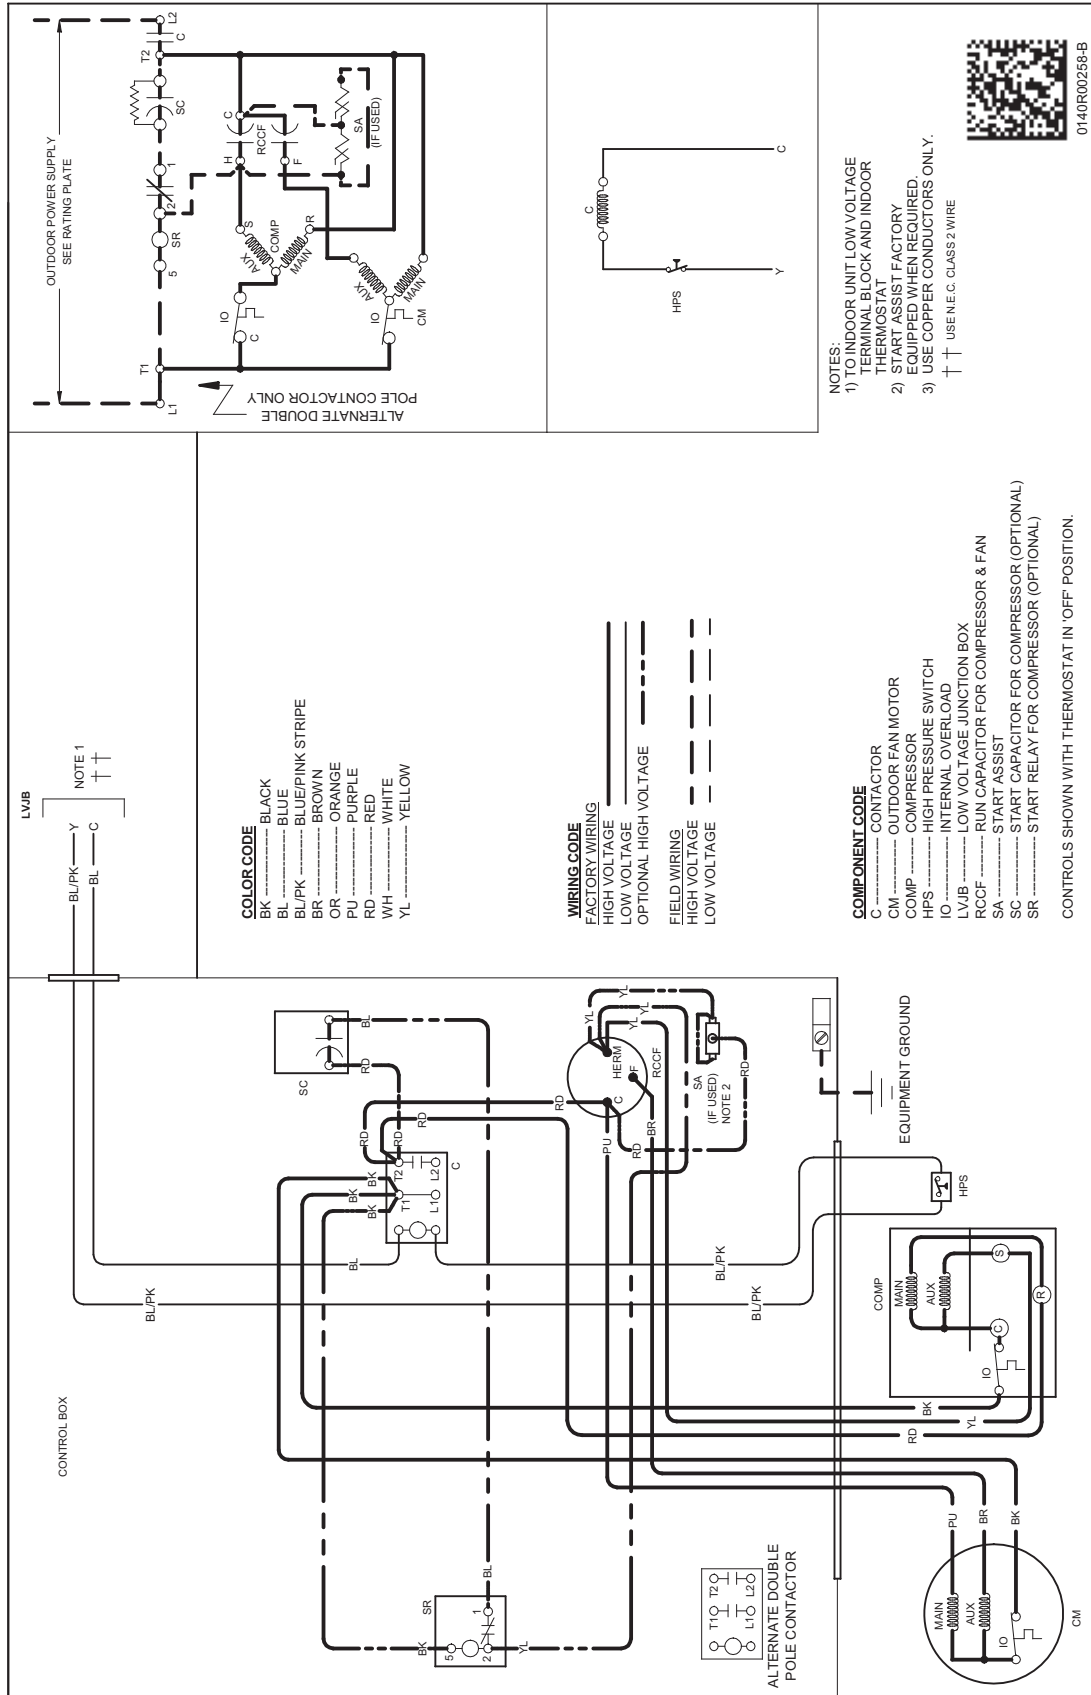 CONTROL BOX
LVJB
BL/PK
Y
BL
C
NOTE 1
†† 
BL/PK
BL
SC
RD
BL
RD
RD
RD
RD
BK
BK
BK
T2
T1
L2
L1
C
BL/PK
BL/PK
SR
BK
5
2
1
BL
YL
HERM
F
C
RCCF
YL
YL
YL
YL
RD
PU
BR
RD
RD
SA
(IF USED)
NOTE 2
ALTERNATE DOUBLE
POLE CONTACTOR
T1
T2
L1
L2
EQUIPMENT GROUND
HPS
COMP
MAIN
AUX
S
C
R
IO
BK
YL
RD
PU
BR
BK
MAIN
AUX
IO
CM
COLOR CODE
BK ---------- BLACK
BL ---------- BLUE
BL/PK ---------- BLUE/PINK STRIPE
BR ---------- BROWN
OR ---------- ORANGE
PU ---------- PURPLE
RD ---------- RED
WH ---------- WHITE
YL ---------- YELLOW
WIRING CODE
FACTORY WIRING
HIGH VOLTAGE
LOW VOLTAGE
OPTIONAL HIGH VOLTAGE
FIELD WIRING
HIGH VOLTAGE
LOW VOLTAGE
COMPONENT CODE
C ---------- CONTACTOR
CM ---------- OUTDOOR FAN MOTOR
COMP ---------- COMPRESSOR
HPS ---------- HIGH PRESSURE SWITCH
IO ---------- INTERNAL OVERLOAD
LVJB ---------- LOW VOLTAGE JUNCTION BOX
RCCF ---------- RUN CAPACITOR FOR COMPRESSOR & FAN
SA ---------- START ASSIST
SC ---------- START CAPACITOR FOR COMPRESSOR (OPTIONAL)
SR ---------- START RELAY FOR COMPRESSOR (OPTIONAL)
CONTROLS SHOWN WITH THERMOSTAT IN 'OFF' POSITION.
OUTDOOR POWER SUPPLY
SEE RATING PLATE
L1
T1
5
SR
2
1
SC
T2
C
L2
ALTERNATE DOUBLE
POLE CONTACTOR ONLY
IO
C
AUX
S
COMP
MAIN
R
H
C
RCCF
F
SA
(IF USED)
IO
AUX
MAIN
CM
C
HPS
Y
C
NOTES:
1) TO INDOOR UNIT LOW VOLTAGE
TERMINAL BLOCK AND INDOOR
THERMOSTAT
2) START ASSIST FACTORY
EQUIPPED WHEN REQUIRED.
3) USE COPPER CONDUCTORS ONLY.
†† USE N.E.C. CLASS 2 WIRE
0140R00258-B